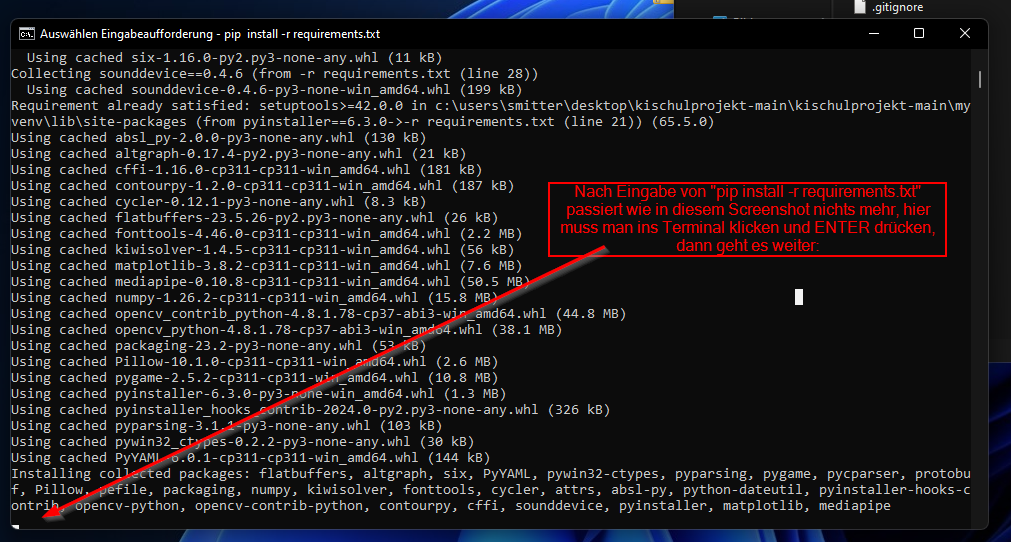 .gitignore
Auswählen Eingabeaufforderung - pip install -r requirements.txt
Using cached six-1.16.0-py2.py3-none-any.whl (11 kB)
Collecting sounddevice==0.4.6 (from -r requirements.txt (line 28))
Using cached sounddevice-0.4.6-py3-none-win_amd64.whl (199 kB)
Requirement already satisfied: setuptools>=42.0.0 in c:\users\smitter\desktop\kischulprojekt-main\kischulprojekt-main\my
venv\lib\site-packages (from pyinstaller==6.3.0->-r requirements.txt (line 21)) (65.5.0)
Using cached absl_py-2.0.0-py3-none-any.whl (130 kB)
Using cached altgraph-0.17.4-py2.py3-none-any.whl (21 kB)
Using cached cffi-1.16.0-cp311-cp311-win_amd64.whl (181 kB)
Using cached contourpy-1.2.0-cp311-cp311-win_amd64.whl (187 kB)
Using cached cycler-0.12.1-py3-none-any.whl (8.3 kB)
Using cached flatbuffers-23.5.26-py2.py3-none-any.whl (26 kB)
Using cached fonttools-4.46.0-cp311-cp311-win_amd64.whl (2.2 MB)
Using cached kiwisolver-1.4.5-cp311-cp311-win_amd64.whl (56 kB)
Using cached matplotlib-3.8.2-cp311-cp311-win_amd64.whl (7.6 MB)
Using cached mediapipe-0.10.8-cp311-cp311-win_amd64.whl (50.5 MB)
Using cached numpy-1.26.2-cp311-cp311-win_amd64.whl (15.8 MB)
Using cached opencv_contrib_python-4.8.1.78-cp37-abi3-win_amd64.whl (44.8 MB)
Using cached opencv_python-4.8.1.78-cp37-abi3-win_amd64.whl (38.1 MB)
Using cached packaging-23.2-py3-none-any.whl (53 kB)
Using cached Pillow-10.1.0-cp311-cp311-win_amd64.whl (2.6 MB)
Using cached pygame-2.5.2-cp311-cp311-win_amd64.whl (10.8 MB)
Using cached pyinstaller-6.3.0-py3-none-win_amd64.whl (1.3 MB)
Using cached pyinstaller_hooks_contrib-2024.0-py2.py3-none-any.whl (326 kB)
Using cached pyparsing-3.1.1-py3-none-any.whl (103 kB)
Using cached pywin32_ctypes-0.2.2-py3-none-any.whl (30 kB)
Using cached PyYAML-6.0.1-cp311-cp311-win_amd64.whl (144 kB)
Installing collected packages: flatbuffers, altgraph, six, PyYAML, pywin32-ctypes, pyparsing, pygame, pycparser, protobu
f, Pillow, pefile, packaging, numpy, kiwisolver, fonttools, cycler, attrs, absl-py, python-dateutil, pyinstaller-hooks-c
ontrib, opencv-python, opencv-contrib-python, contourpy, cffi, sounddevice, pyinstaller, matplotlib, mediapipe
Nach Eingabe von "pip install -r requirements.txt"
passiert wie in diesem Screenshot nichts mehr, hier
muss man ins Terminal klicken und ENTER drücken,
dann geht es weiter: